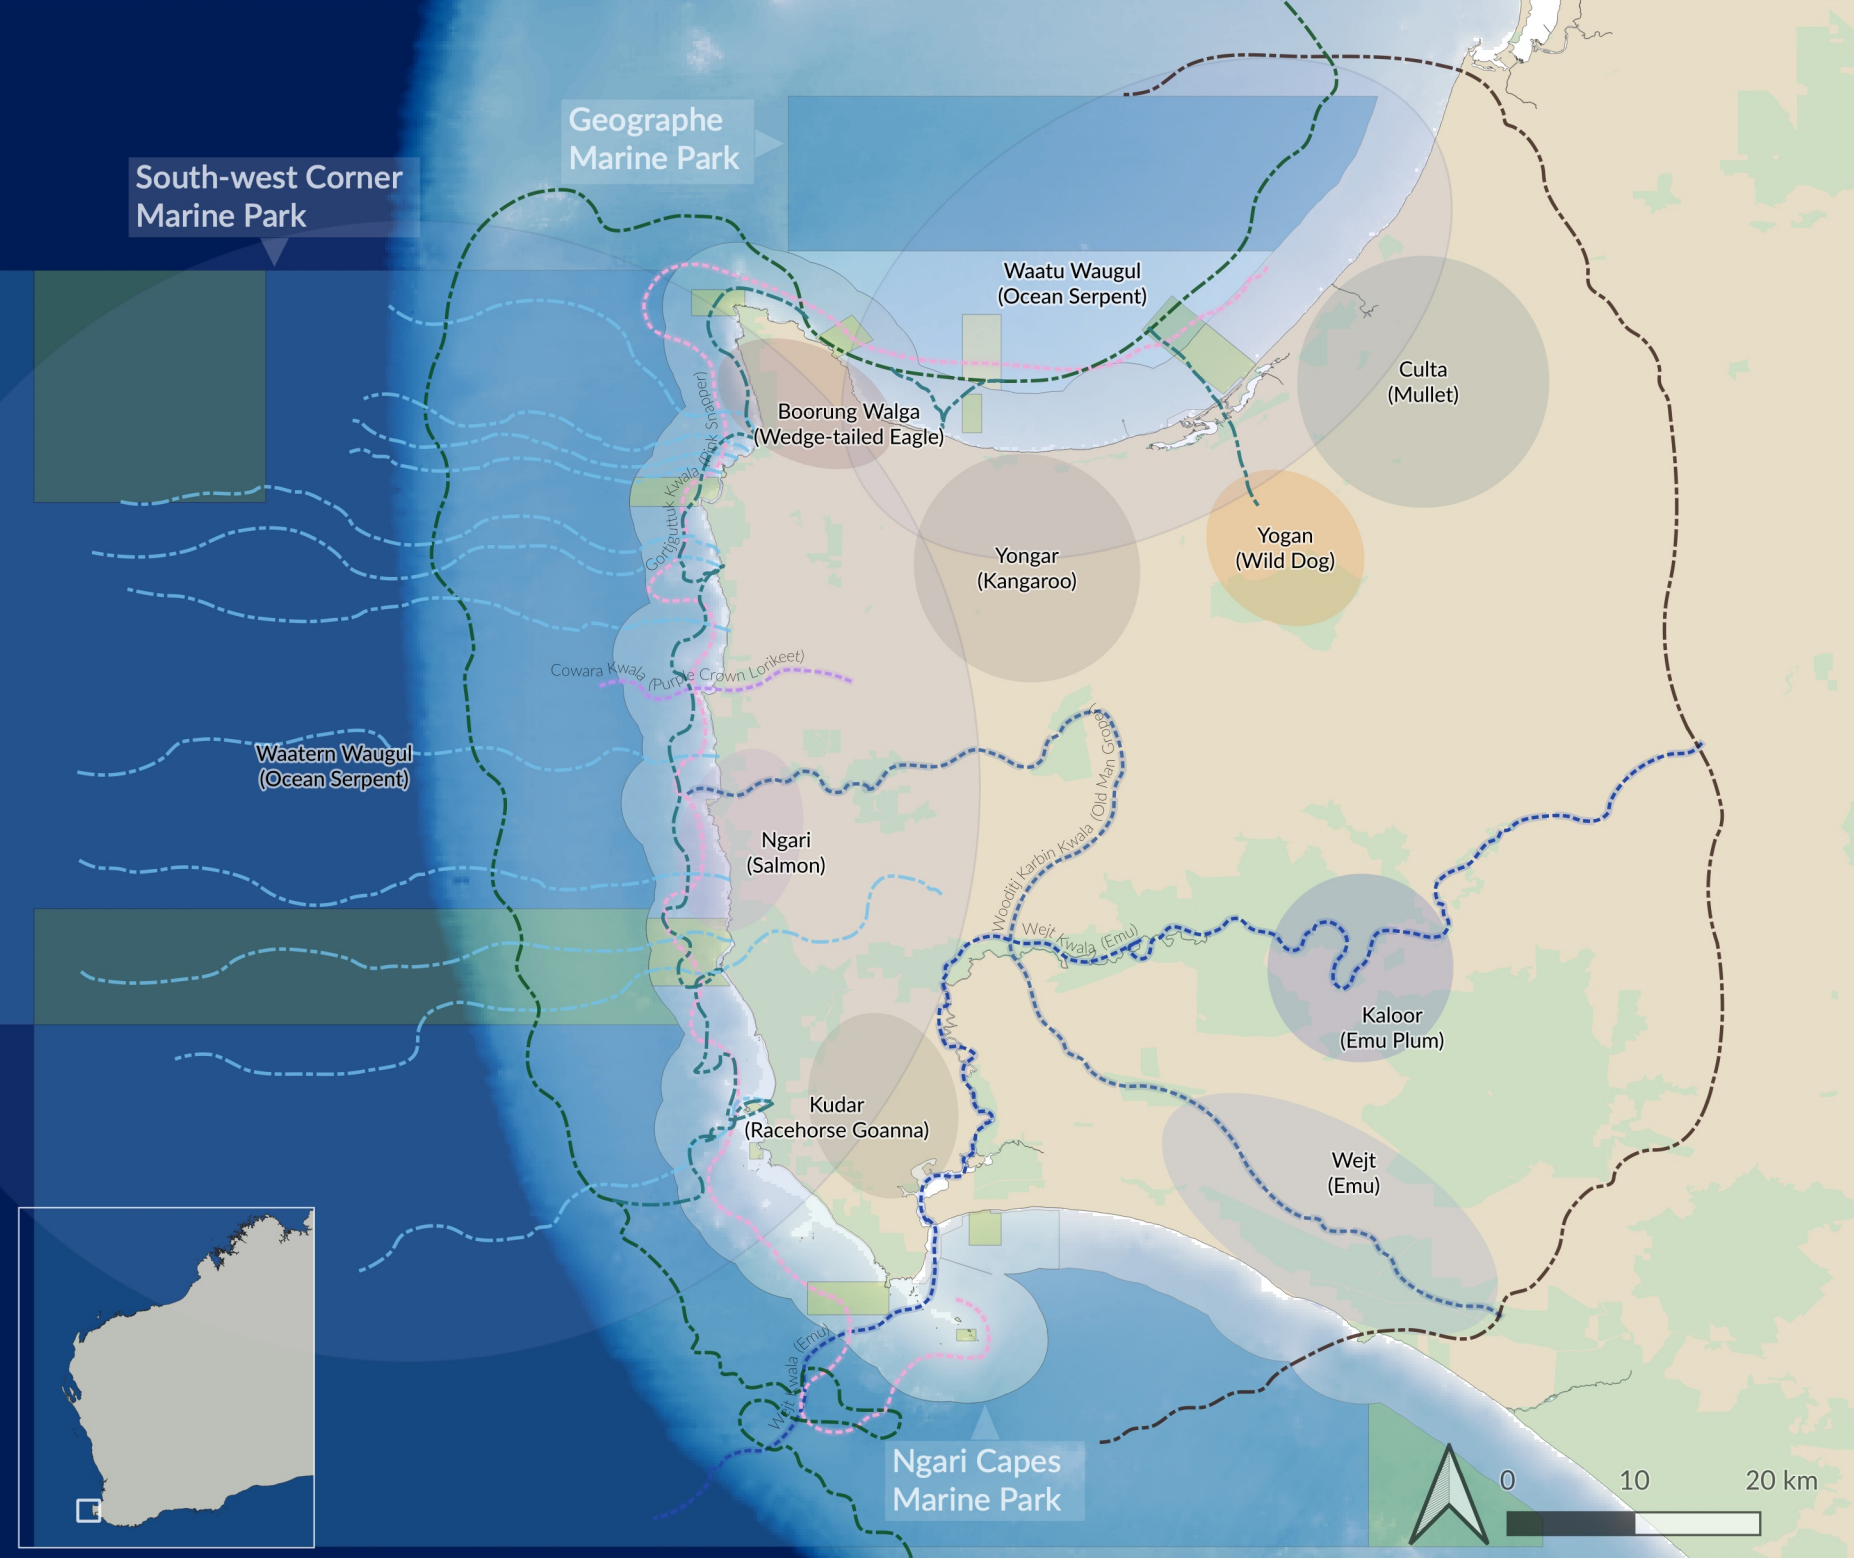 Geographe
Marine Park
South-west Corner
Marine Park
Waatu Waugul
(Ocean Serpent)
Culta
(Mullet)
Boorung Walga
(Wedge-tailed Eagle)
Gortjguttuk Kwala (Pink Snapper)
Yongar
(Kangaroo)
Yogan
(Wild Dog)
Cowara Kwala (Purple Crown Lorikeet)
Waatern Waugul
(Ocean Serpent)
Ngari
(Salmon)
Wooditj Karbin Kwala (Old Man Groper)
Wejt Kwala (Emu)
Kaloor
(Emu Plum)
Kudar
(Racehorse Goanna)
Wejt
(Emu)
Wejt Kwala (Emu)
Ngari Capes
Marine Park
0 10 20 km